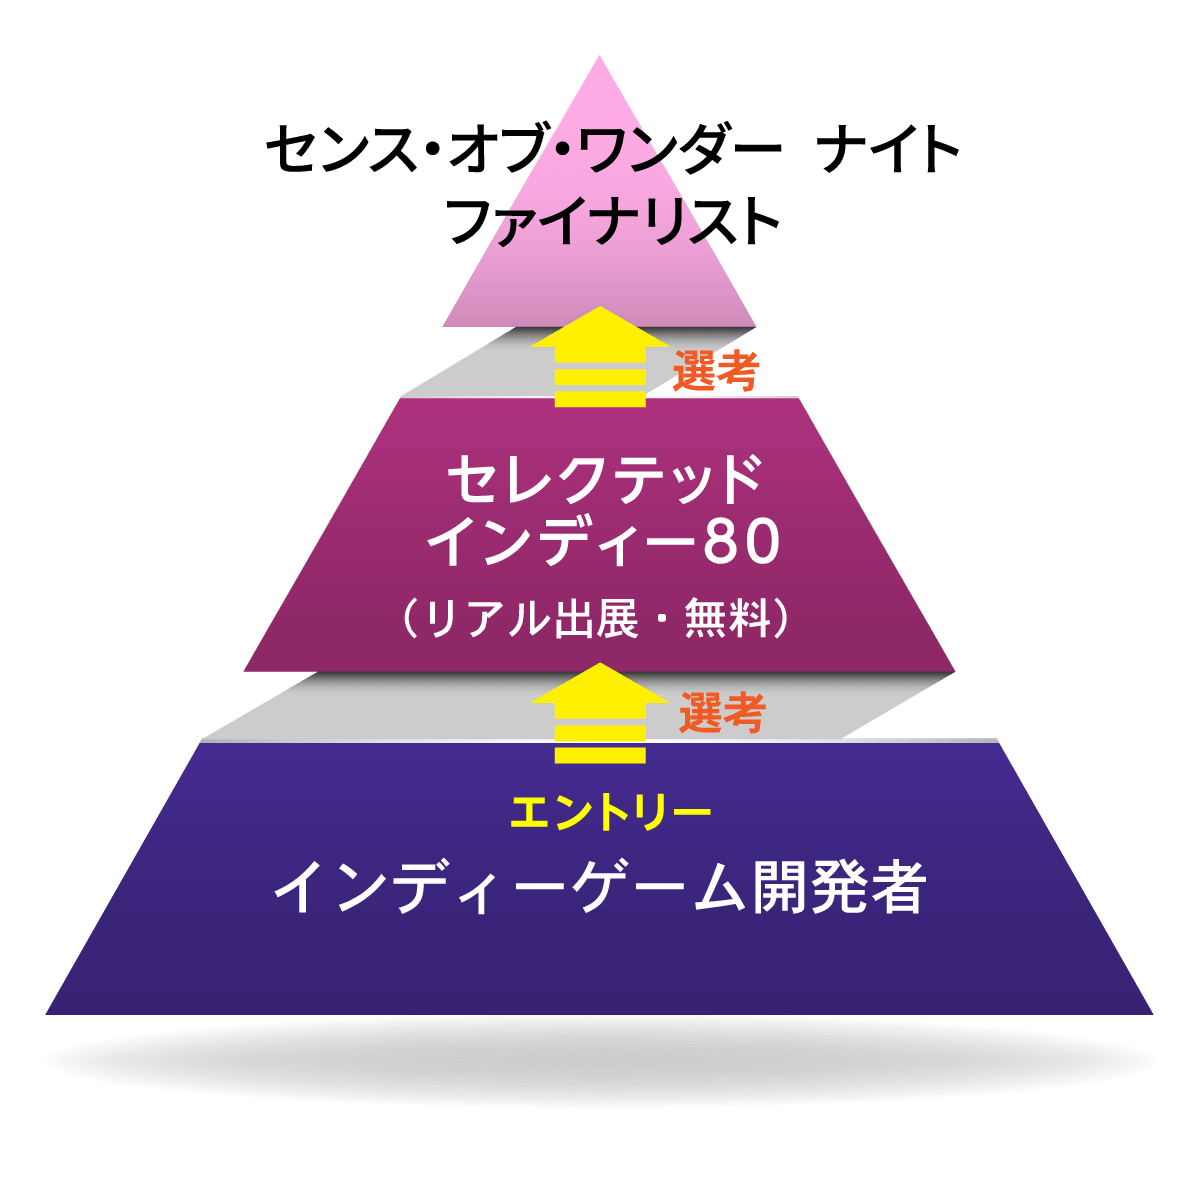 センス・オブ・ワンダー ナイト
ファイナリスト
選考
セレクテッド
インディー80
（リアル出展・無料）
選考
エントリー
インディーゲーム開発者